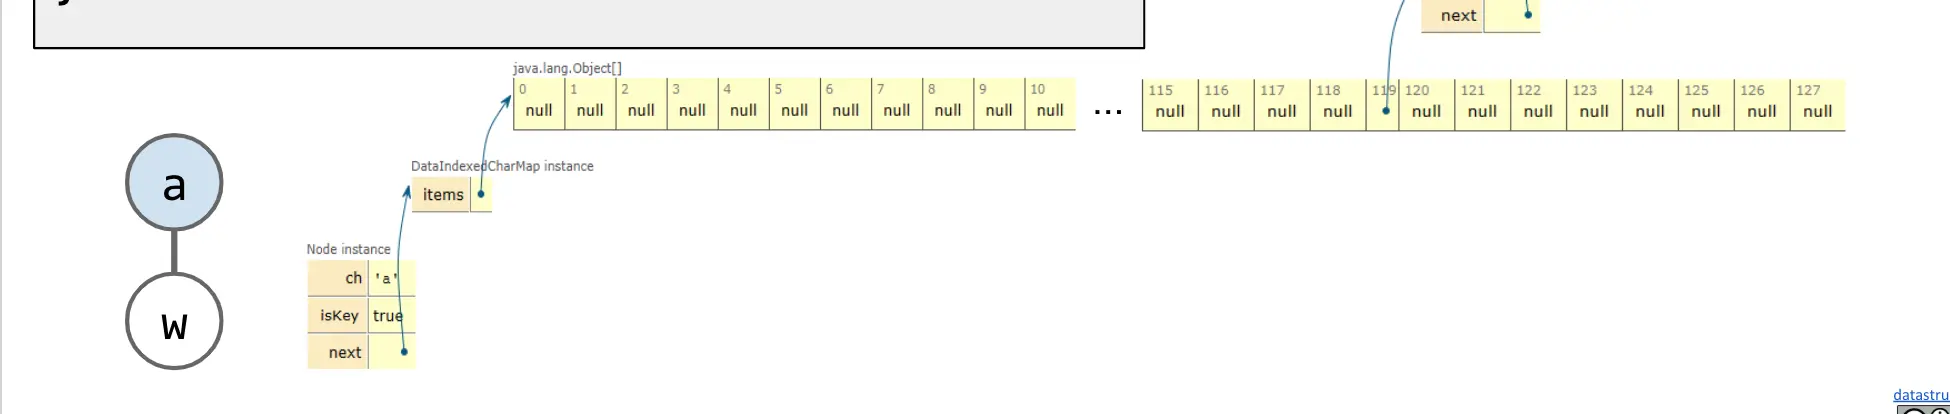 next
java.lang.Object[]
0 1 2 3 4 5 6 7 8 9 10
null null null null null null null null null null null
...
115 116 117 118 119 120 121 122 123 124 125 126 127
null null null null null null null null null null null null
DataIndexedCharMap instance
items
a
Node instance
ch 'a'
isKey true
next
w
datastru